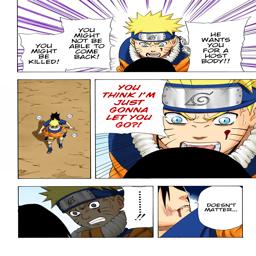 HE
WANTS
YOU
FOR A
HOST
BODY!!
YOU
MIGHT
NOT BE
ABLE TO
COME
BACK!
YOU
MIGHT
BE
KILLED!
YOU
THINK I'M
JUST
GONNA
LET YOU
GO?!
...!!
DOESN'T
MATTER...